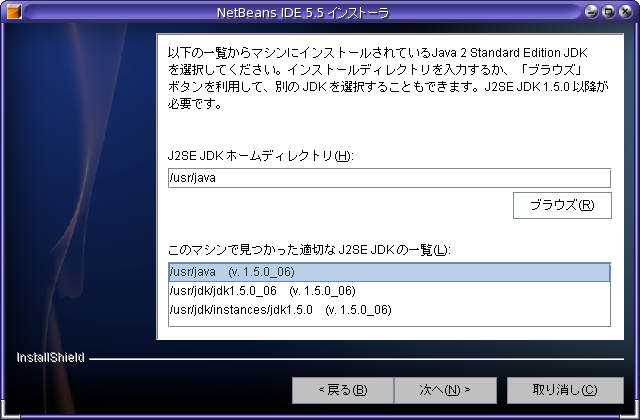 NetBeans IDE 5.5 インストーラ
以下の一覧からマシンにインストールされているJava 2 Standard Edition JDK
を選択してください。インストールディレクトリを入力するか、「ブラウズ」
ボタンを利用して、別の JDK を選択することもできます。J2SE JDK 1.5.0 以降が
必要です。
J2SE JDK ホームディレクトリ(H):
/usr/java
ブラウズ(R)
このマシンで見つかった適切な J2SE JDK の一覧(L):
/usr/java (v. 1.5.0_06)
/usr/jdk/jdk1.5.0_06 (v. 1.5.0_06)
/usr/jdk/instances/jdk1.5.0 (v. 1.5.0_06)
InstallShield
< 戻る(B)
次へ(N) >
取り消し(C)